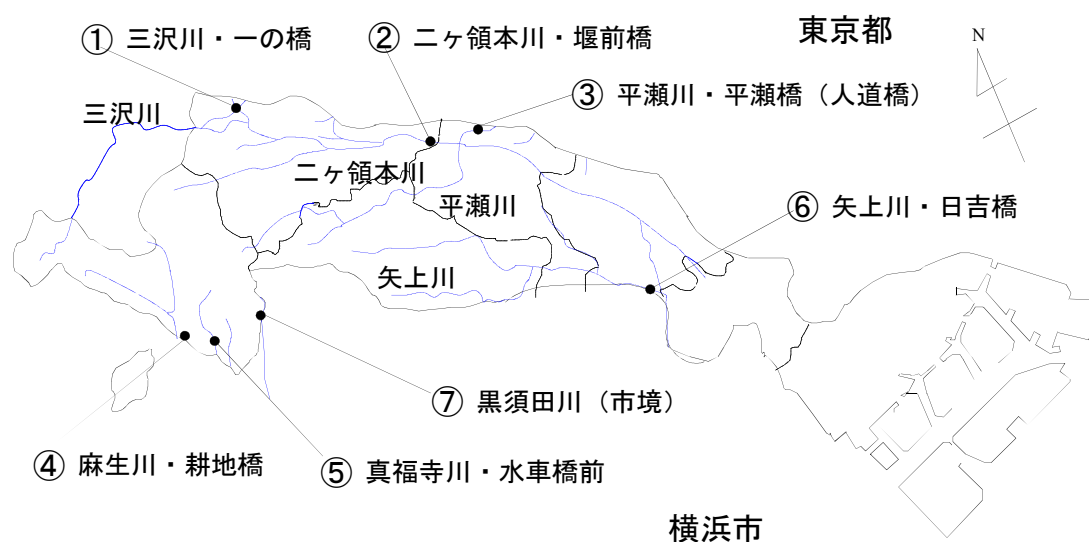 ① 三沢川・一の橋
② 二ヶ領本川・堰前橋
東京都
N
③ 平瀬川・平瀬橋（人道橋）
三沢川
二ヶ領本川
平瀬川
⑥ 矢上川・日吉橋
矢上川
⑦ 黒須田川（市境）
④ 麻生川・耕地橋
⑤ 真福寺川・水車橋前
横浜市